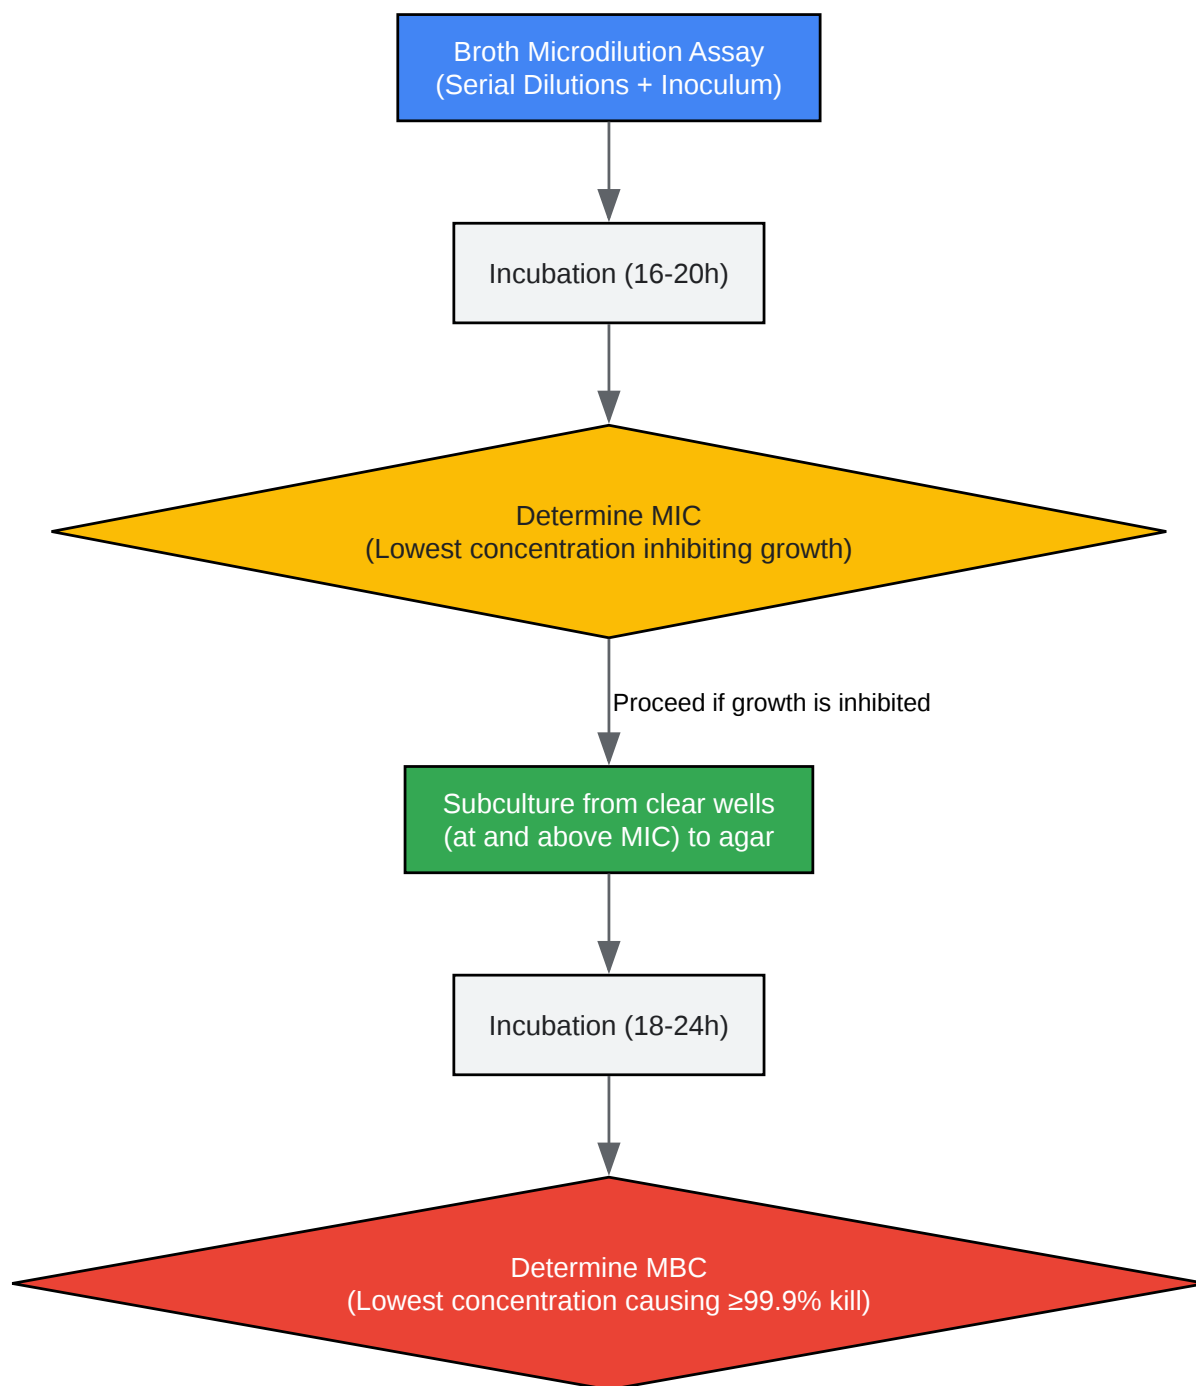 Broth Microdilution Assay
(Serial Dilutions + Inoculum)
Incubation (16-20h)
Determine MIC
(Lowest concentration inhibiting growth)
Proceed if growth is inhibited
Subculture from clear wells
(at and above MIC) to agar
Incubation (18-24h)
Determine MBC
(Lowest concentration causing ≥99.9% kill)